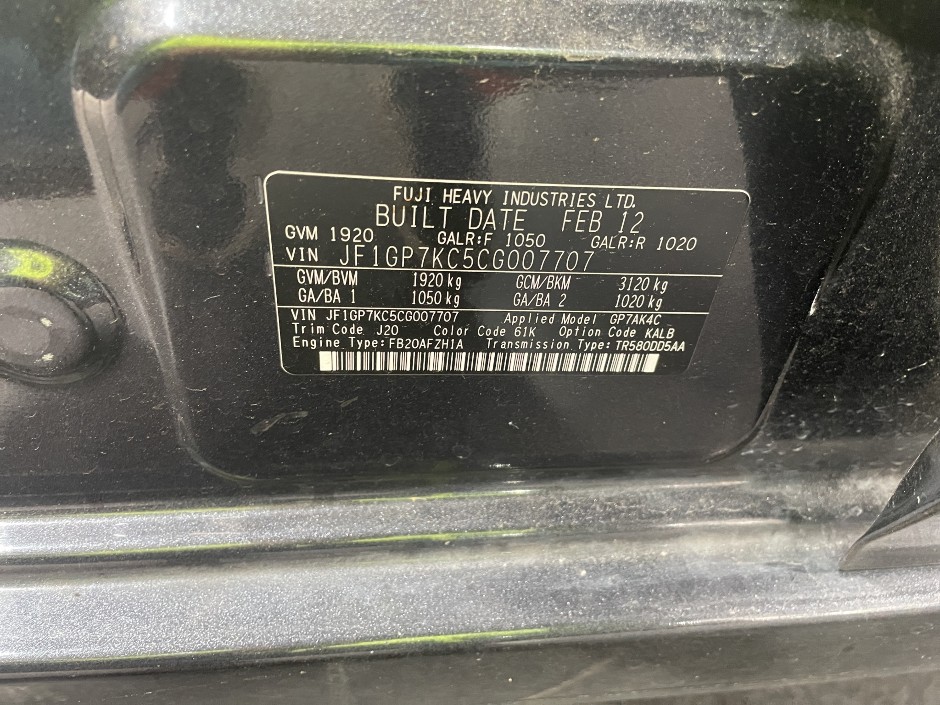 FUJI HEAVY INDUSTRIES LTD.
BUILT DATE FEB 12
GVM 1920 GALR:F 1050 GALR:R 1020
VIN JF1GP7KC5CG007707
GVM/BVM 1920 kg GCM/BKM 3120 kg
GA/BA 1 1050 kg GA/BA 2 1020 kg
VIN JF1GP7KC5CG007707 Applied Model GP7AK4C
Trim Code J20 Color Code 61K Option Code KALB
Engine Type:FB20AFZH1A Transmission Type:TR580DD5AA